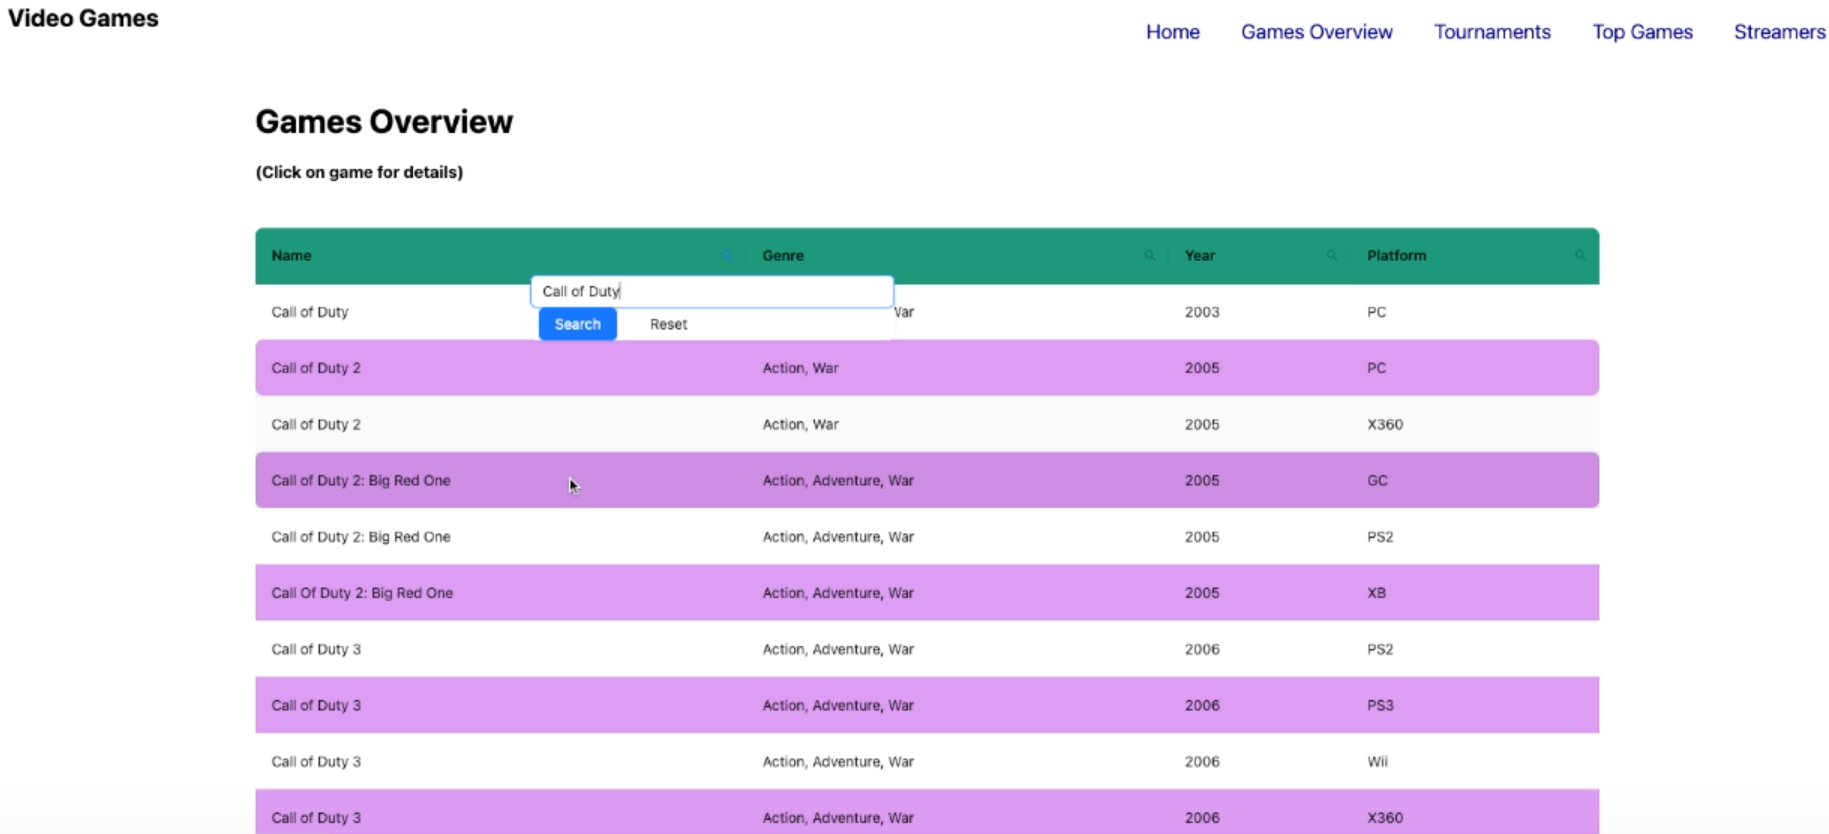 Video Games
Home Games Overview Tournaments Top Games Streamers
Games Overview
(Click on game for details)
Name Genre Year Platform
Call of Duty
Call of Duty 2003 PC
Search Reset
Call of Duty 2 Action, War 2005 PC
Call of Duty 2 Action, War 2005 X360
Call of Duty 2: Big Red One Action, Adventure, War 2005 GC
Call of Duty 2: Big Red One Action, Adventure, War 2005 PS2
Call Of Duty 2: Big Red One Action, Adventure, War 2005 XB
Call of Duty 3 Action, Adventure, War 2006 PS2
Call of Duty 3 Action, Adventure, War 2006 PS3
Call of Duty 3 Action, Adventure, War 2006 Wii
Call of Duty 3 Action, Adventure, War 2006 X360